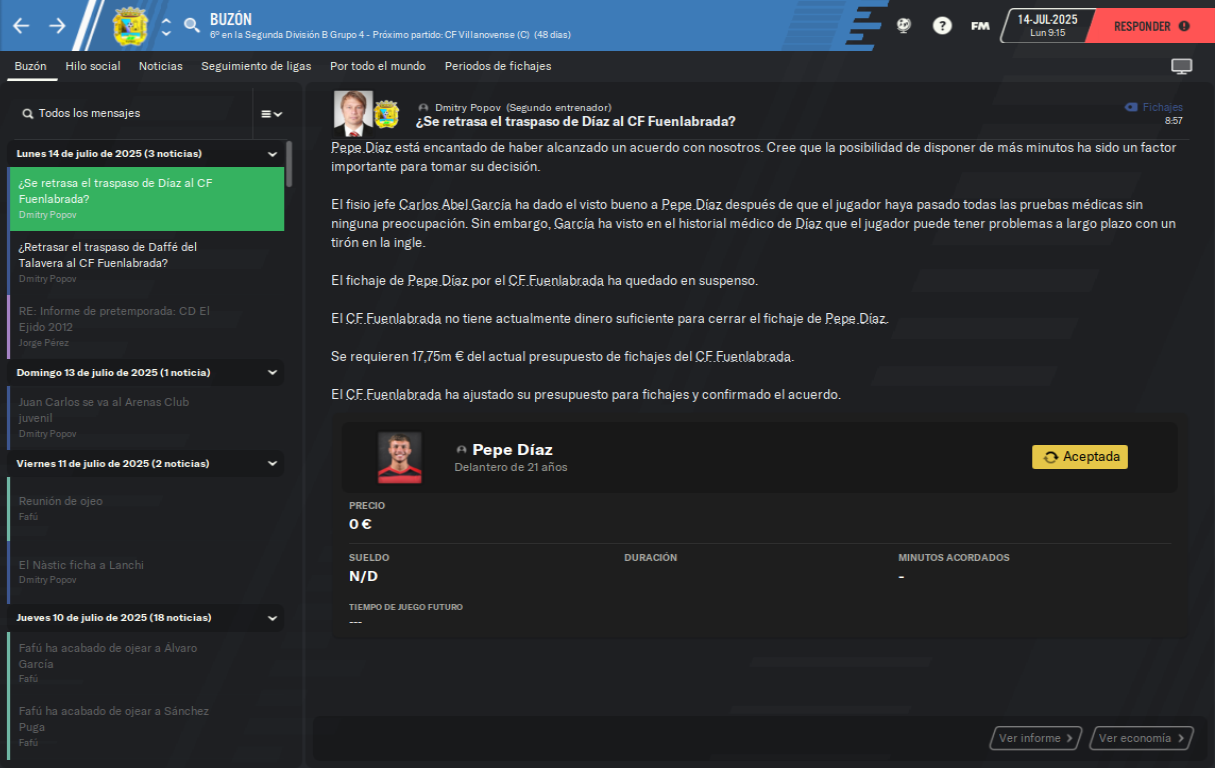 BUZÓN
6º en la Segunda División B Grupo 4 - Próximo partido: CF Villanovense (C) (48 días)
?
FM
14-JUL-2025
Lun 9:15
RESPONDER
Buzón
Hilo social
Noticias
Seguimiento de ligas
Por todo el mundo
Periodos de fichajes
Todos los mensajes
Lunes 14 de julio de 2025 (3 noticias)
¿Se retrasa el traspaso de Díaz al CF
Fuenlabrada?
Dmitry Popov
¿Retrasar el traspaso de Daffé del
Talavera al CF Fuenlabrada?
Dmitry Popov
RE: Informe de pretemporada: CD El
Ejido 2012
Jorge Pérez
Domingo 13 de julio de 2025 (1 noticia)
Juan Carlos se va al Arenas Club
juvenil
Dmitry Popov
Viernes 11 de julio de 2025 (2 noticias)
Reunión de ojeo
Fafú
El Nàstic ficha a Lanchi
Dmitry Popov
Jueves 10 de julio de 2025 (18 noticias)
Fafú ha acabado de ojear a Álvaro
García
Fafú
Fafú ha acabado de ojear a Sánchez
Puga
Fafú
Dmitry Popov (Segundo entrenador)
¿Se retrasa el traspaso de Díaz al CF Fuenlabrada?
Fichajes
8:57
Pepe Díaz está encantado de haber alcanzado un acuerdo con nosotros. Cree que la posibilidad de disponer de más minutos ha sido un factor
importante para tomar su decisión.
El fisio jefe Carlos Abel García ha dado el visto bueno a Pepe Díaz después de que el jugador haya pasado todas las pruebas médicas sin
ninguna preocupación. Sin embargo, García ha visto en el historial médico de Díaz que el jugador puede tener problemas a largo plazo con un
tirón en la ingle.
El fichaje de Pepe Díaz por el CF Fuenlabrada ha quedado en suspenso.
El CF Fuenlabrada no tiene actualmente dinero suficiente para cerrar el fichaje de Pepe Díaz.
Se requieren 17,75m € del actual presupuesto de fichajes del CF Fuenlabrada.
El CF Fuenlabrada ha ajustado su presupuesto para fichajes y confirmado el acuerdo.
Pepe Díaz
Delantero de 21 años
Aceptada
PRECIO
0 €
SUELDO
N/D
DURACIÓN
MINUTOS ACORDADOS
-
TIEMPO DE JUEGO FUTURO
---
Ver informe
Ver economía